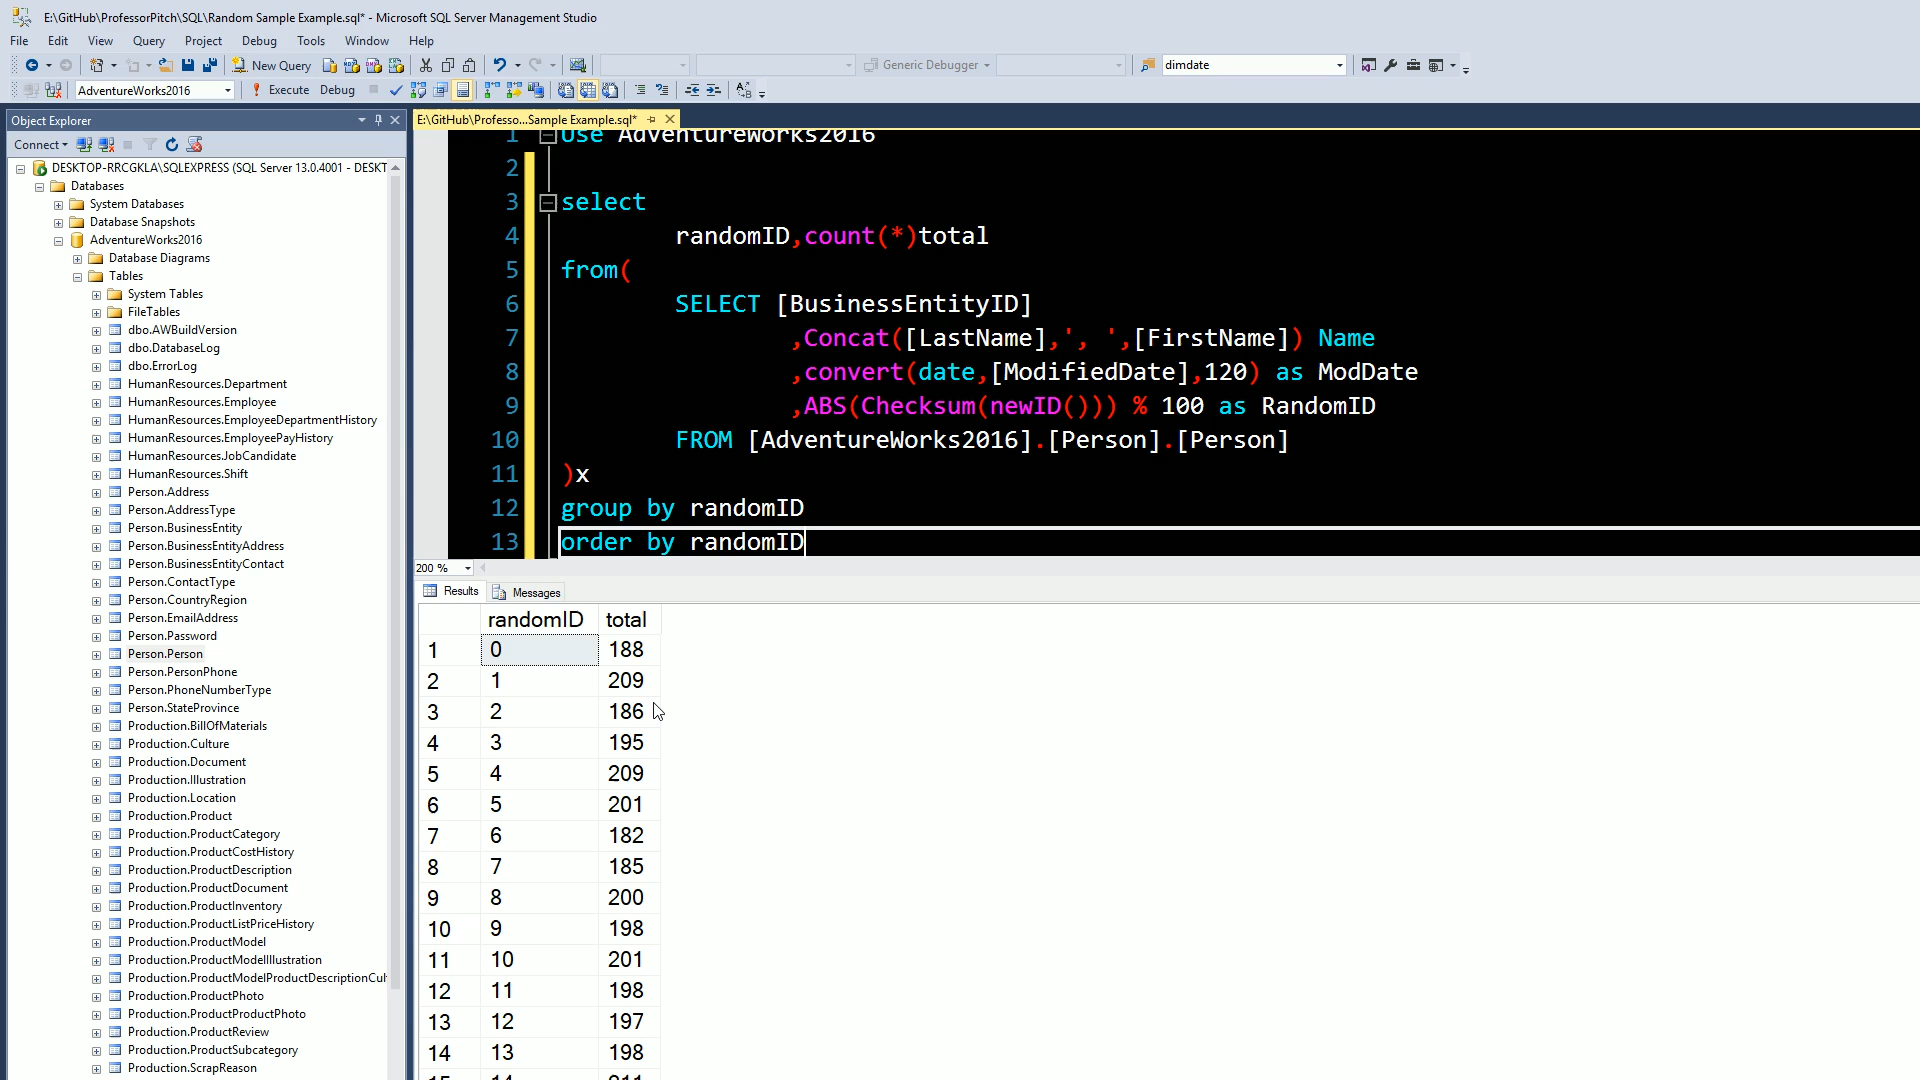 E:\GitHub\ProfessorPitch\SQL\Random Sample Example.sql* - Microsoft SQL Server Management Studio
File Edit View Query Project Debug Tools Window Help
New Query Generic Debugger dimdate
AdventureWorks2016 Execute Debug
Object Explorer
Connect
DESKTOP-RRCGKLA\SQLEXPRESS (SQL Server 13.0.4001 - DESKT
Databases
System Databases
Database Snapshots
AdventureWorks2016
Database Diagrams
Tables
System Tables
FileTables
dbo.AWBuildVersion
dbo.DatabaseLog
dbo.ErrorLog
HumanResources.Department
HumanResources.Employee
HumanResources.EmployeeDepartmentHistory
HumanResources.EmployeePayHistory
HumanResources.JobCandidate
HumanResources.Shift
Person.Address
Person.AddressType
Person.BusinessEntity
Person.BusinessEntityAddress
Person.BusinessEntityContact
Person.ContactType
Person.CountryRegion
Person.EmailAddress
Person.Password
Person.Person
Person.PersonPhone
Person.PhoneNumberType
Person.StateProvince
Production.BillOfMaterials
Production.Culture
Production.Document
Production.Illustration
Production.Location
Production.Product
Production.ProductCategory
Production.ProductCostHistory
Production.ProductDescription
Production.ProductDocument
Production.ProductInventory
Production.ProductListPriceHistory
Production.ProductModel
Production.ProductModelIllustration
Production.ProductModelProductDescriptionCul
Production.ProductPhoto
Production.ProductProductPhoto
Production.ProductReview
Production.ProductSubcategory
Production.ScrapReason
E:\GitHub\Professo...Sample Example.sql*
1 Use AdventureWorks2016
2
3 select
4 randomID,count(*)total
5 from(
6 SELECT [BusinessEntityID]
7 ,Concat([LastName],', ',[FirstName]) Name
8 ,convert(date,[ModifiedDate],120) as ModDate
9 ,ABS(Checksum(newID())) % 100 as RandomID
10 FROM [AdventureWorks2016].[Person].[Person]
11 )x
12 group by randomID
13 order by randomID
200 %
Results Messages
randomID total
1 0 188
2 1 209
3 2 186
4 3 195
5 4 209
6 5 201
7 6 182
8 7 185
9 8 200
10 9 198
11 10 201
12 11 198
13 12 197
14 13 198
15 14 211